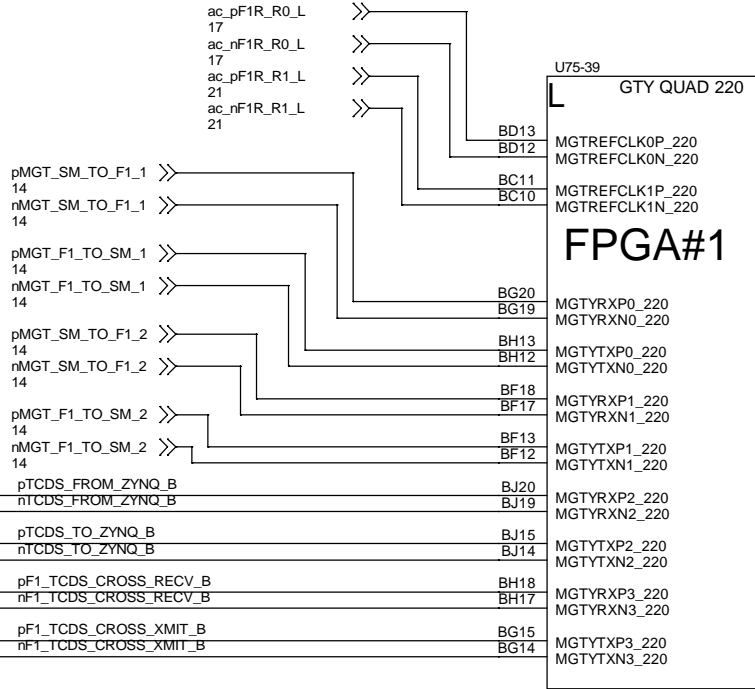 ac_pF1R_R0_L
17
ac_nF1R_R0_L
17
ac_pF1R_R1_L
21
ac_nF1R_R1_L
21
U75-39
L GTY QUAD 220
BD13 MGTREFCLK0P_220
BD12 MGTREFCLK0N_220
BC11 MGTREFCLK1P_220
BC10 MGTREFCLK1N_220
FPGA#1
pMGT_SM_TO_F1_1
14
nMGT_SM_TO_F1_1
14
pMGT_F1_TO_SM_1
14
nMGT_F1_TO_SM_1
14
pMGT_SM_TO_F1_2
14
nMGT_SM_TO_F1_2
14
pMGT_F1_TO_SM_2
14
nMGT_F1_TO_SM_2
14
BG20 MGTYRXP0_220
BG19 MGTYRXN0_220
BH13 MGTYTXP0_220
BH12 MGTYTXN0_220
BF18 MGTYRXP1_220
BF17 MGTYRXN1_220
BF13 MGTYTXP1_220
BF12 MGTYTXN1_220
pTCDS_FROM_ZYNQ_B BJ20 MGTYRXP2_220
nTCDS_FROM_ZYNQ_B BJ19 MGTYRXN2_220
pTCDS_TO_ZYNQ_B BJ15 MGTYTXP2_220
nTCDS_TO_ZYNQ_B BJ14 MGTYTXN2_220
pF1_TCDS_CROSS_RECV_B BH18 MGTYRXP3_220
nF1_TCDS_CROSS_RECV_B BH17 MGTYRXN3_220
pF1_TCDS_CROSS_XMIT_B BG15 MGTYTXP3_220
nF1_TCDS_CROSS_XMIT_B BG14 MGTYTXN3_220